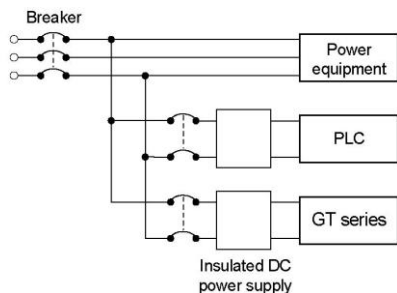 Breaker
Power
equipment
PLC
GT series
Insulated DC
power supply